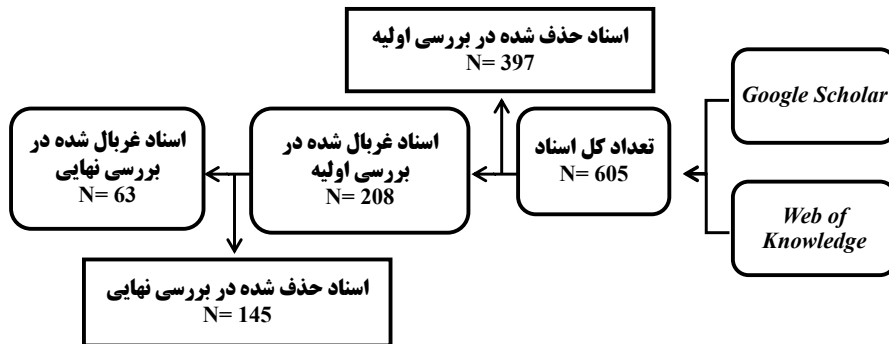 اسناد حذف شده در بررسی اولیه
N= 397
Google Scholar
تعداد کل اسناد
N= 605
اسناد غربال شده در
بررسی اولیه
N= 208
اسناد غربال شده در
بررسی نهایی
N= 63
Web of
Knowledge
اسناد حذف شده در بررسی نهایی
N= 145